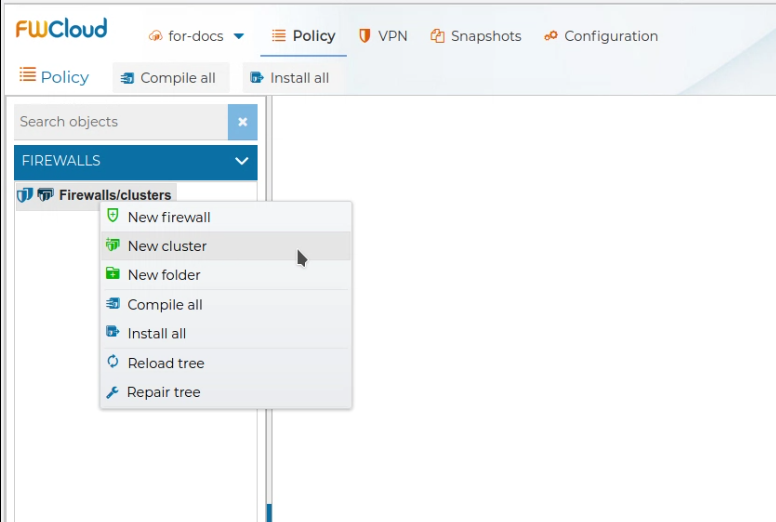 FWCloud for-docs Policy VPN Snapshots Configuration
Policy Compile all Install all
Search objects
FIREWALLS
Firewalls/clusters
New firewall
New cluster
New folder
Compile all
Install all
Reload tree
Repair tree